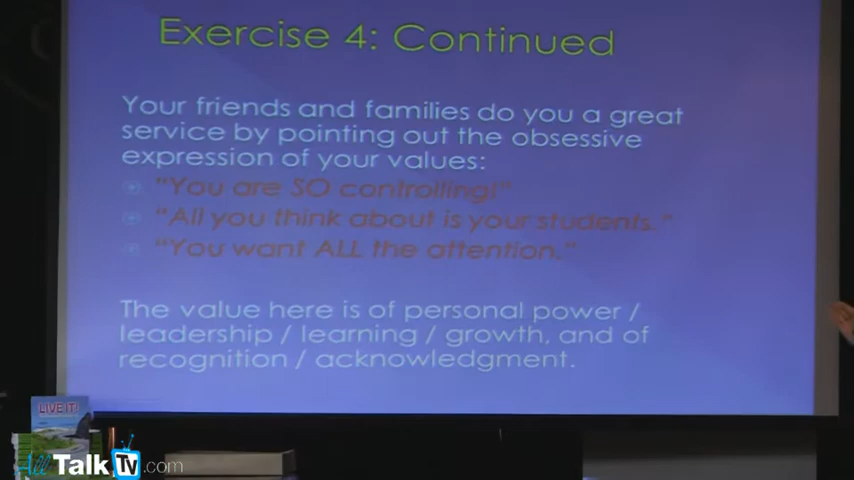 Exercise 4: Continued
Your friends and families do you a great
service by pointing out the obsessive
expression of your values:
"You are SO controlling!"
"All you think about is your students."
"You want ALL the attention."
The value here is of personal power /
leadership / learning / growth, and of
recognition / acknowledgment.
LIVE IT!
AllTalkTv.com